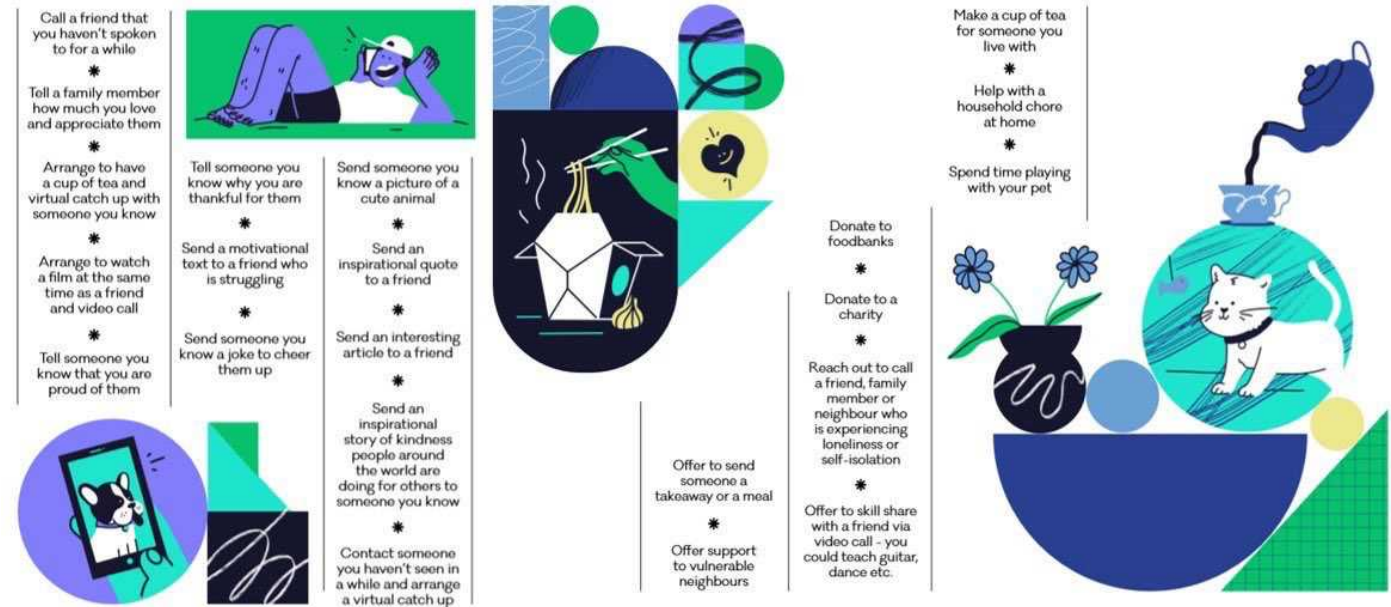 Call a friend that
you haven't spoken
to for a while
*
Tell a family member
how much you love
and appreciate them
*
Arrange to have
a cup of tea and
virtual catch up with
someone you know
*
Arrange to watch
a film at the same
time as a friend
and video call
*
Tell someone you
know that you are
proud of them
Tell someone you
know why you are
thankful for them
*
Send a motivational
text to a friend who
is struggling
*
Send someone you
know a joke to cheer
them up
Send someone you
know a picture of a
cute animal
*
Send an
inspirational quote
to a friend
*
Send an interesting
article to a friend
*
Send an
inspirational
story of kindness
people around
the world are
doing for others to
someone you know
*
Contact someone
you haven't seen in
a while and arrange
a virtual catch up
Offer to send
someone a
takeaway or a meal
*
Offer support
to vulnerable
neighbours
Donate to
foodbanks
*
Donate to a
charity
*
Reach out to call
a friend, family
member or
neighbour who
is experiencing
loneliness or
self-isolation
*
Offer to skill share
with a friend via
video call - you
could teach guitar,
dance etc.
Make a cup of tea
for someone you
live with
*
Help with a
household chore
at home
*
Spend time playing
with your pet